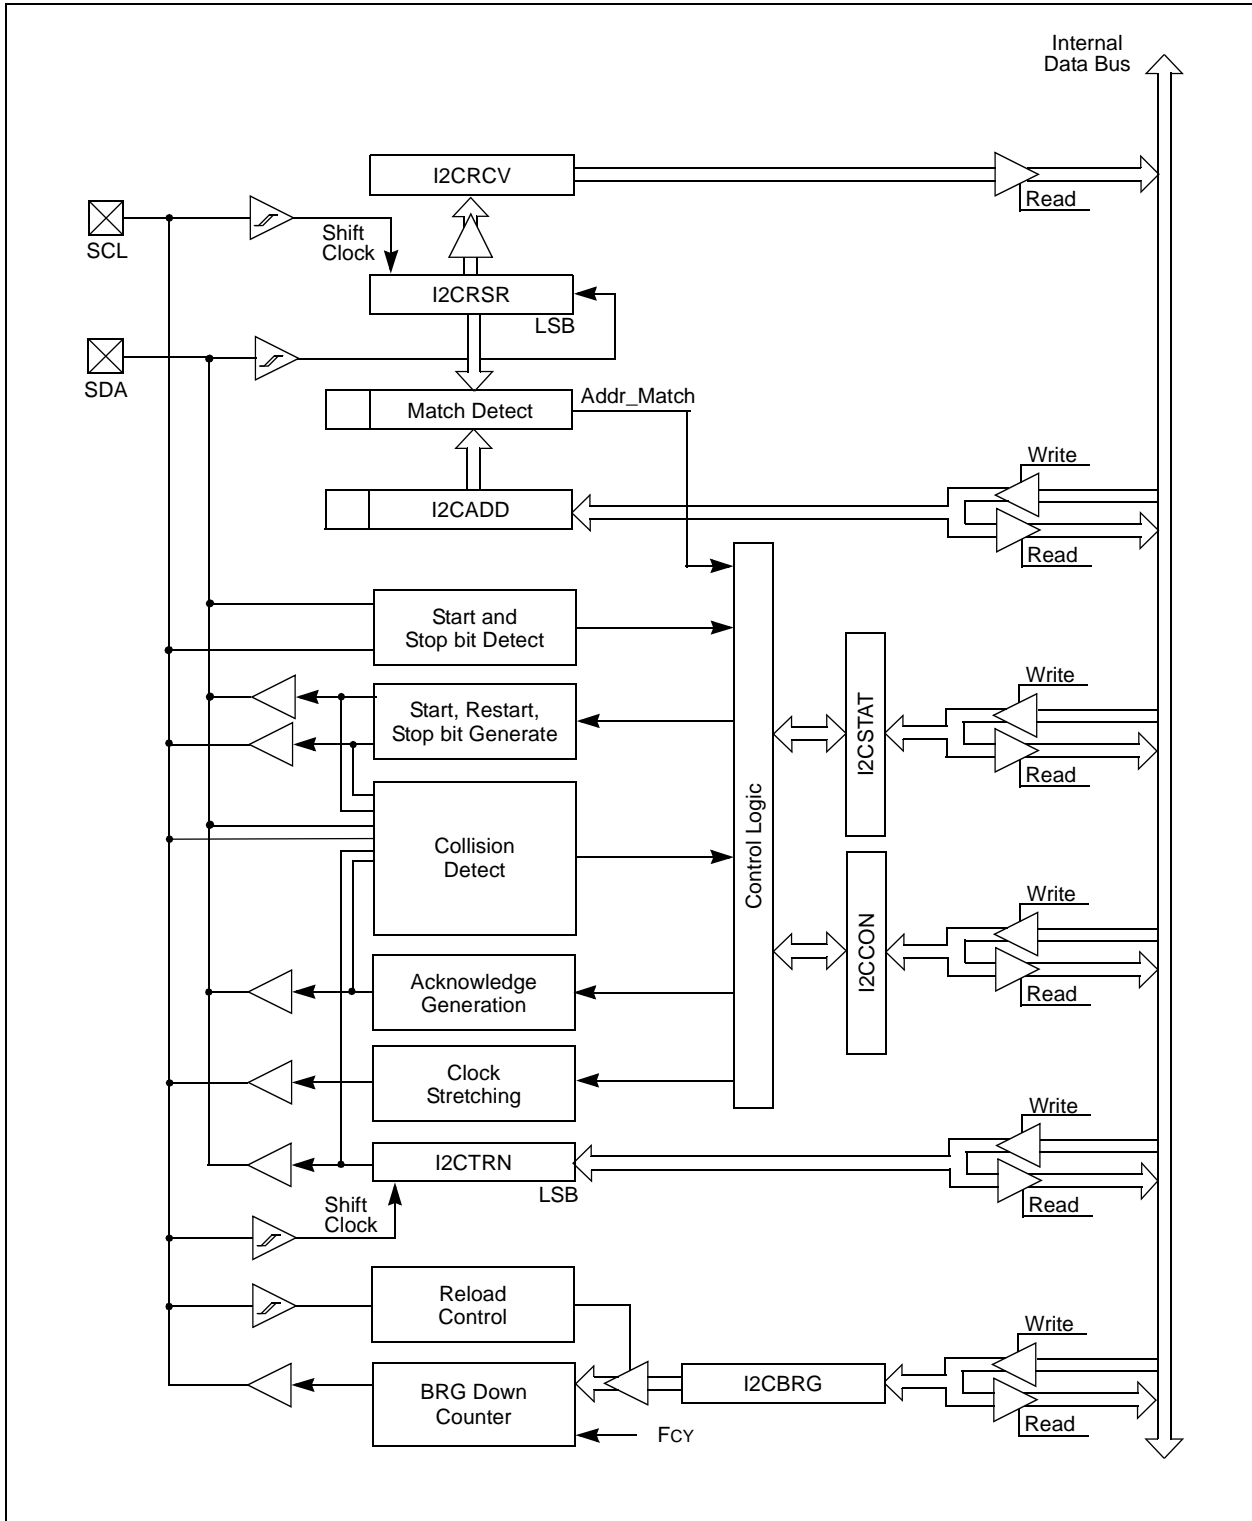 Internal
Data Bus
I2CRCV
Read
SCL
Shift
Clock
I2CRSR
LSB
SDA
Match Detect
Addr_Match
Write
I2CADD
Read
Start and
Stop bit Detect
Write
Start, Restart,
Stop bit Generate
I2CSTAT
Read
Control Logic
Collision
Detect
Write
I2CCON
Read
Acknowledge
Generation
Clock
Stretching
Write
I2CTRN
LSB
Read
Shift
Clock
Reload
Control
Write
I2CBRG
BRG Down
Counter
Read
FCY